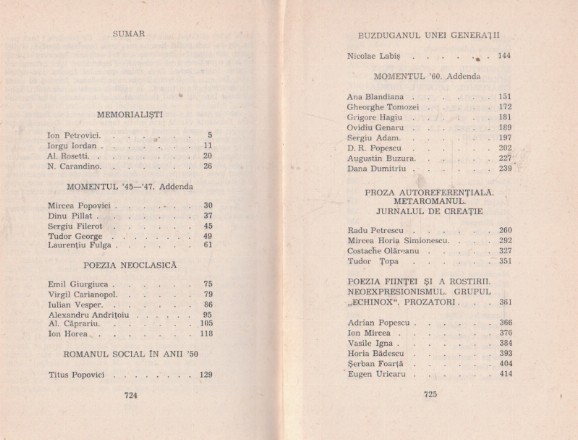 SUMAR
MEMORIALIȘTI
Ion Petrovici. . . . . . . . 5
Iorgu Iordan . . . . . . . . 11
Al. Rosetti. . . . . . . . . 20
N. Carandino. . . . . . . . 26
MOMENTUL '45—'47. Addenda
Mircea Popovici . . . . . . . 30
Dinu Pillat . . . . . . . . . 37
Sergiu Filerot . . . . . . . 45
Tudor George . . . . . . . . 49
Laurențiu Fulga . . . . . . . 61
POEZIA NEOCLASICĂ
Emil Giurgiuca . . . . . . . 75
Virgil Carianopol. . . . . . . 79
Iulian Vesper. . . . . . . . 86
Alexandru Andrițoiu . . . . . . 95
Al. Căprariu. . . . . . . . 105
Ion Horea . . . . . . . . 118
ROMANUL SOCIAL ÎN ANII '50
Titus Popovici . . . . . . . 129
724
BUZDUGANUL UNEI GENERAȚII
Nicolae Labiș . . . . . . . 144
MOMENTUL '60. Addenda
Ana Blandiana . . . . . . . 151
Gheorghe Tomozei . . . . . . 172
Grigore Hagiu . . . . . . . 181
Ovidiu Genaru . . . . . . . 189
Sergiu Adam. . . . . . . . 197
D. R. Popescu . . . . . . . 202
Augustin Buzura. . . . . . . 227
Dana Dumitriu . . . . . . . 239
PROZA AUTOREFERENȚIALĂ.
METAROMANUL.
JURNALUL DE CREAȚIE
Radu Petrescu . . . . . . . 260
Mircea Horia Simionescu. . . . . 292
Costache Olăreanu . . . . . . 327
Tudor Țopa . . . . . . . . 351
POEZIA FIINȚEI ȘI A ROSTIRII.
NEOEXPRESIONISMUL. GRUPUL
„ECHINOX”. PROZATORI . . . . . 361
Adrian Popescu . . . . . . . 366
Ion Mircea . . . . . . . . 376
Vasile Igna . . . . . . . . 384
Horia Bădescu . . . . . . . 393
Șerban Foarță . . . . . . . 404
Eugen Uricaru . . . . . . . 414
725